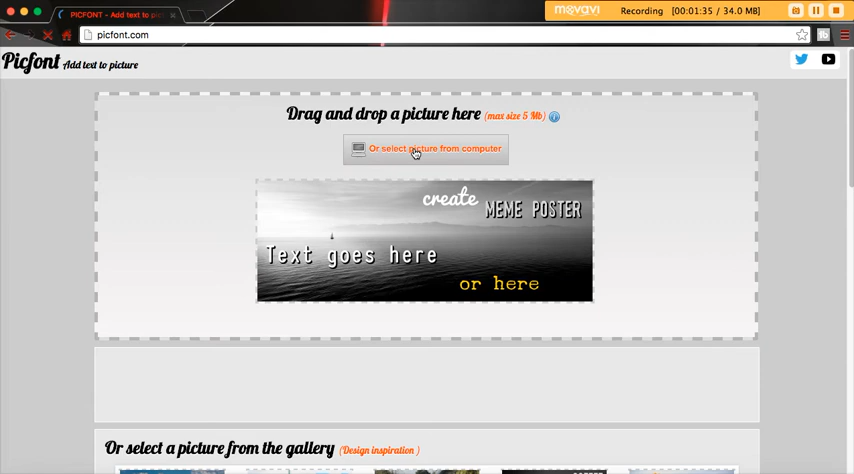 PICFONT - Add text to pic
movavi
Recording [00:01:35 / 34.0 MB]
picfont.com
Picfont Add text to picture
Drag and drop a picture here (max size 5 Mb)
Or select picture from computer
create
MEME POSTER
Text goes here
or here
Or select a picture from the gallery (Design inspiration )